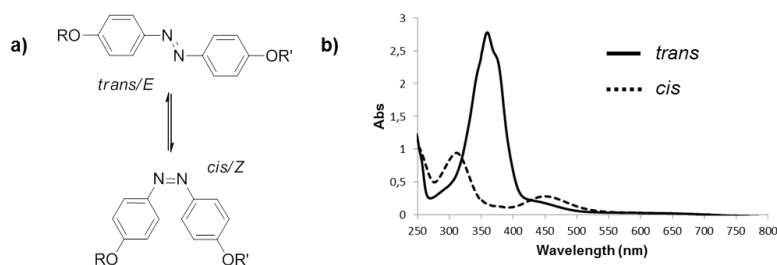 a)
RO
N
N
OR'
trans/E
cis/Z
N=N
RO
OR'
b)
3
2,5
2
1,5
1
0,5
0
Abs
250 300 350 400 450 500 550 600 650 700 750 800
Wavelength (nm)
trans
cis